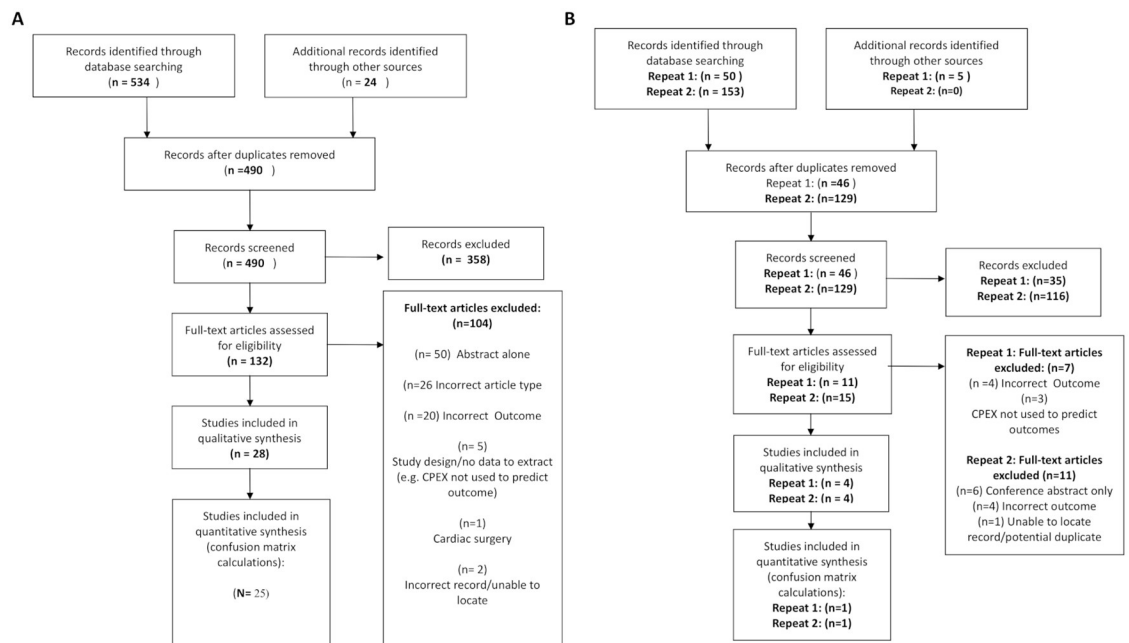 A
Records identified through
database searching
(n = 534 )
Additional records identified
through other sources
(n = 24 )
Records after duplicates removed
(n =490 )
Records screened
(n = 490 )
Records excluded
(n = 358)
Full-text articles assessed
for eligibility
(n = 132)
Full-text articles excluded:
(n=104)
(n= 50) Abstract alone
(n=26 Incorrect article type
(n =20) Incorrect Outcome
(n= 5)
Study design/no data to extract
(e.g. CPEX not used to predict
outcome)
(n=1)
Cardiac surgery
(n= 2)
Incorrect record/unable to
locate
Studies included in
qualitative synthesis
(n = 28)
Studies included in
quantitative synthesis
(confusion matrix
calculations):
(N= 25)
B
Records identified through
database searching
Repeat 1: (n = 50 )
Repeat 2: (n = 153)
Additional records identified
through other sources
Repeat 1: (n = 5 )
Repeat 2: (n=0)
Records after duplicates removed
Repeat 1: (n =46 )
Repeat 2: (n=129)
Records screened
Repeat 1: (n = 46 )
Repeat 2: (n=129)
Records excluded
Repeat 1: (n=35)
Repeat 2: (n=116)
Full-text articles assessed
for eligibility
Repeat 1: (n = 11)
Repeat 2: (n=15)
Repeat 1: Full-text articles
excluded: (n=7)
(n =4) Incorrect Outcome
(n=3)
CPEX not used to predict
outcomes
Repeat 2: Full-text articles
excluded (n=11)
(n=6) Conference abstract only
(n=4) Incorrect outcome
(n=1) Unable to locate
record/potential duplicate
Studies included in
qualitative synthesis
Repeat 1: (n = 4)
Repeat 2: (n = 4)
Studies included in
quantitative synthesis
(confusion matrix
calculations):
Repeat 1: (n=1)
Repeat 2: (n=1)